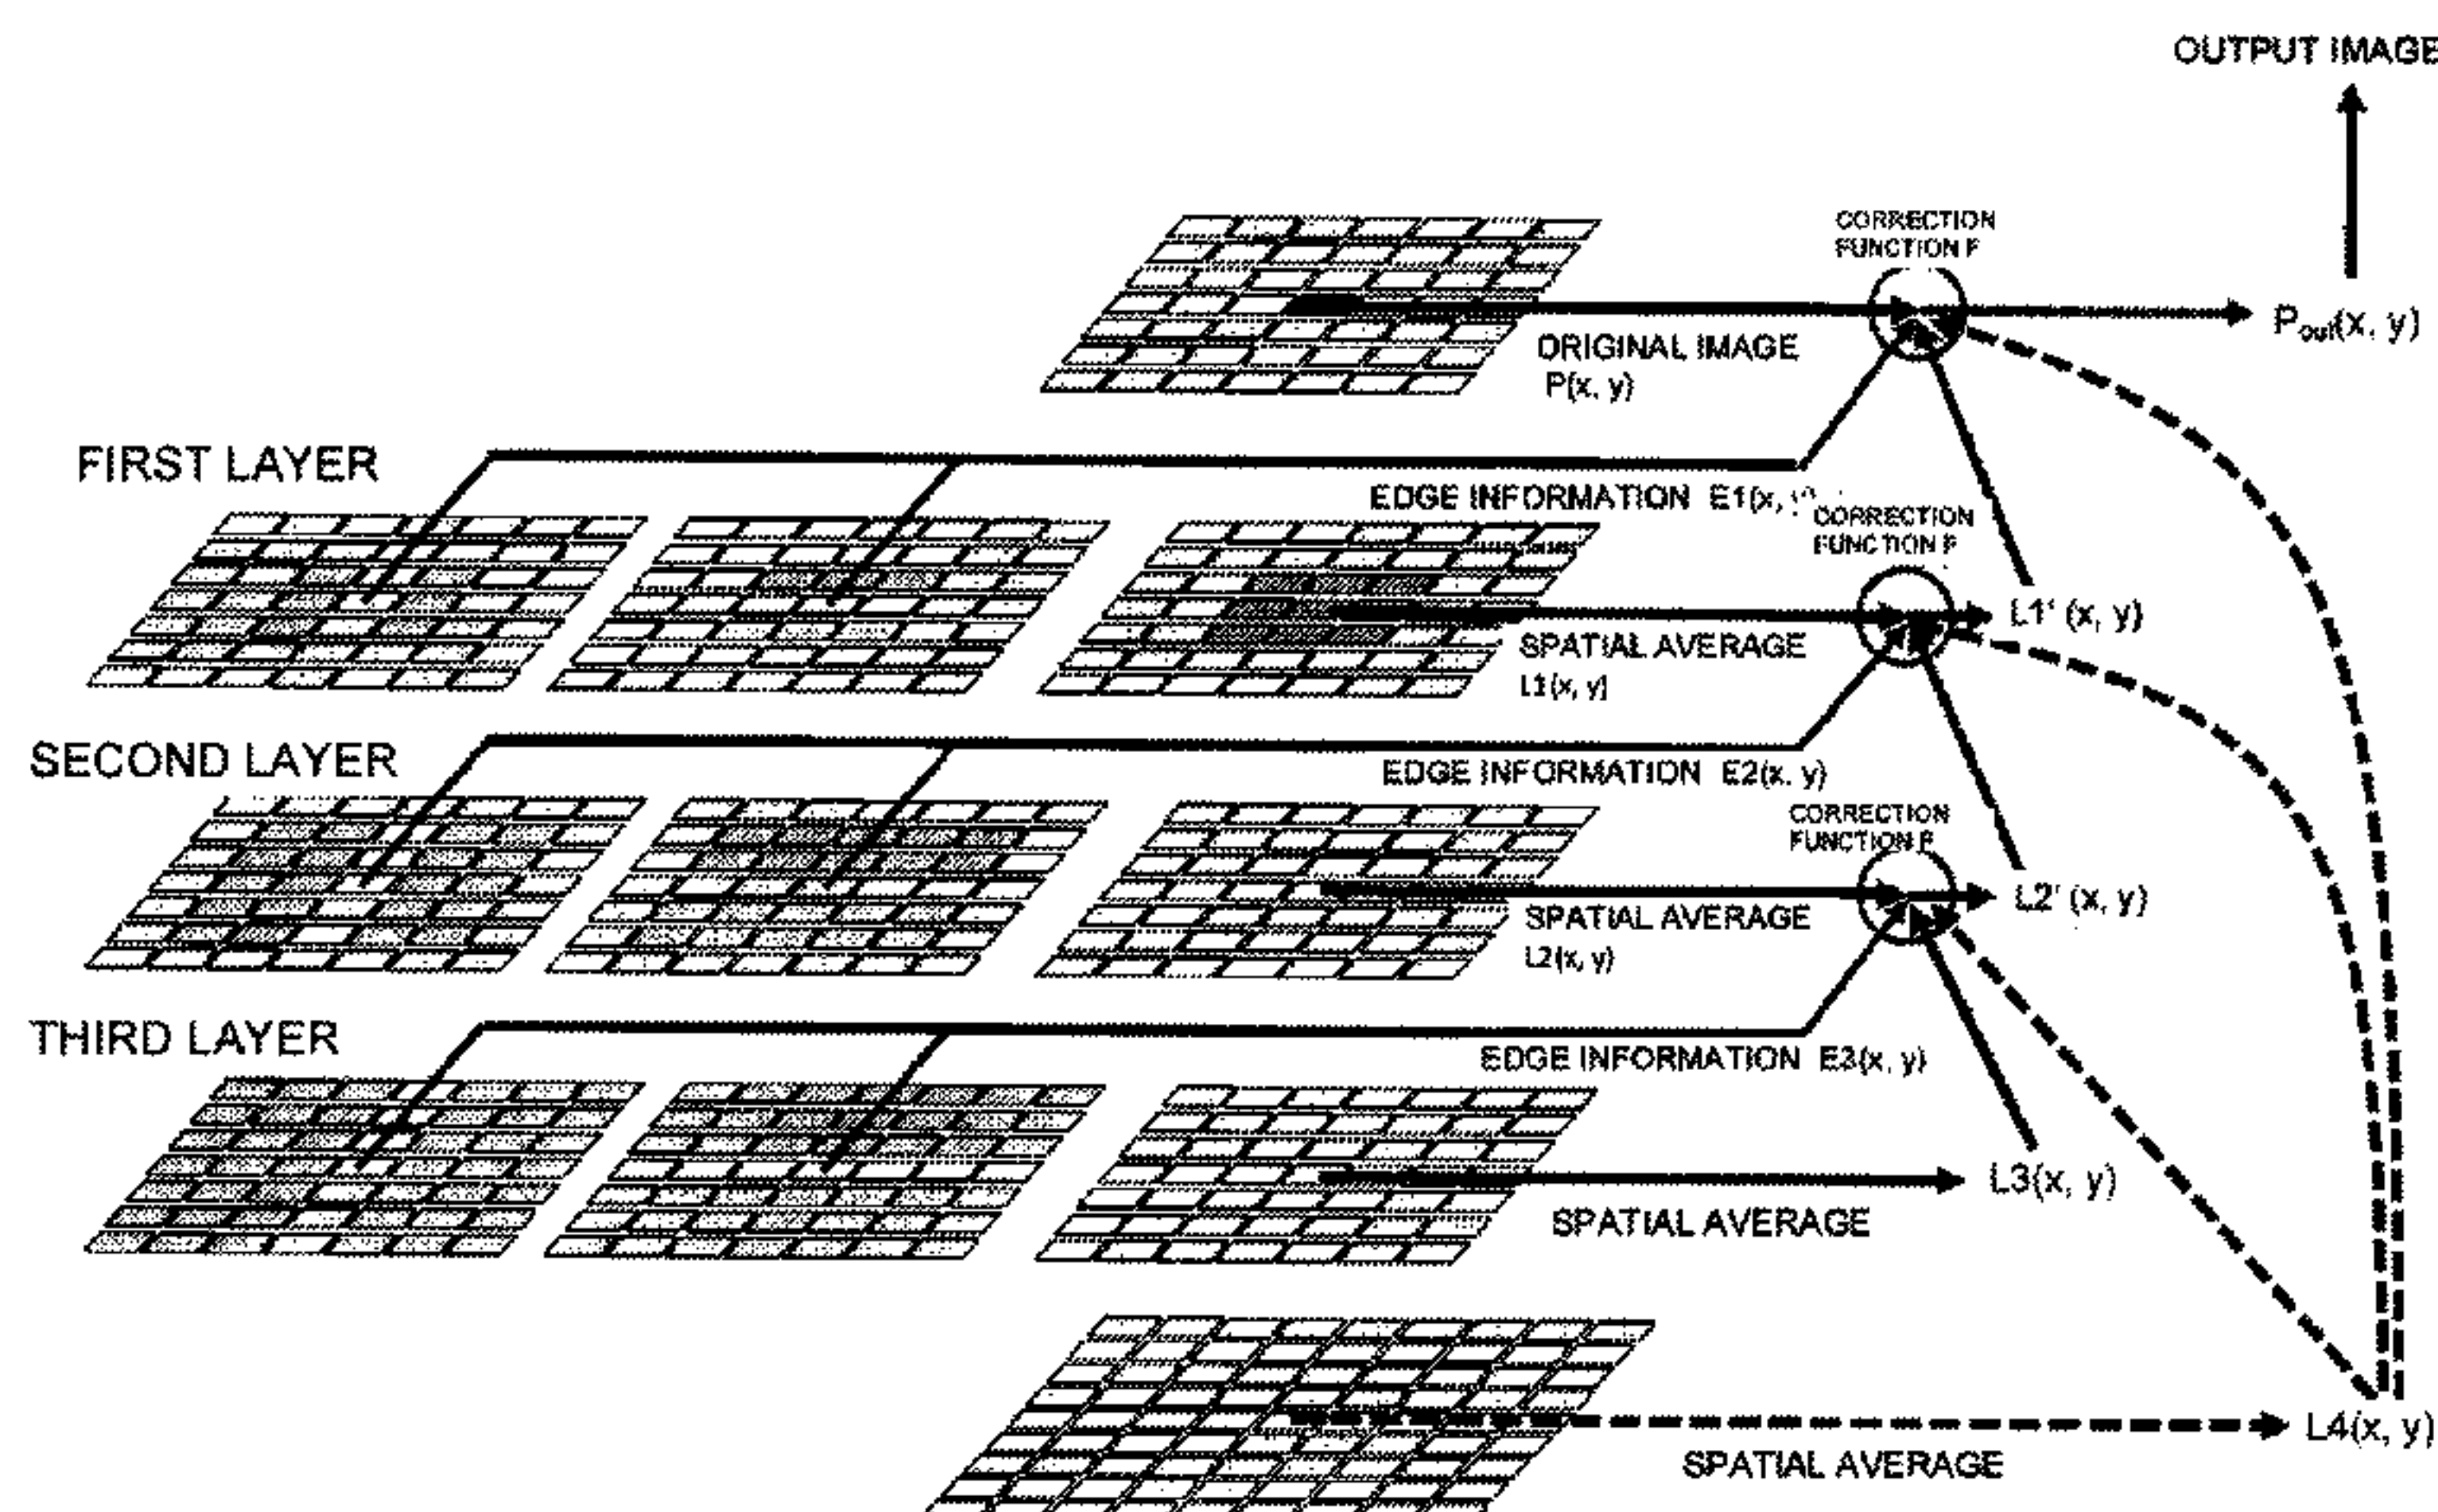 OUTPUT IMAGE
CORRECTION
FUNCTION F
Pout(x, y)
ORIGINAL IMAGE
P(x, y)
FIRST LAYER
EDGE INFORMATION E1(x,
CORRECTION
FUNCTION F
L1' (x, y)
SPATIAL AVERAGE
L1(x, y)
SECOND LAYER
EDGE INFORMATION E2(x, y)
CORRECTION
FUNCTION F
L2' (x, y)
SPATIAL AVERAGE
L2(x, y)
THIRD LAYER
EDGE INFORMATION E3(x, y)
L3(x, y)
SPATIAL AVERAGE
L4(x, y)
SPATIAL AVERAGE